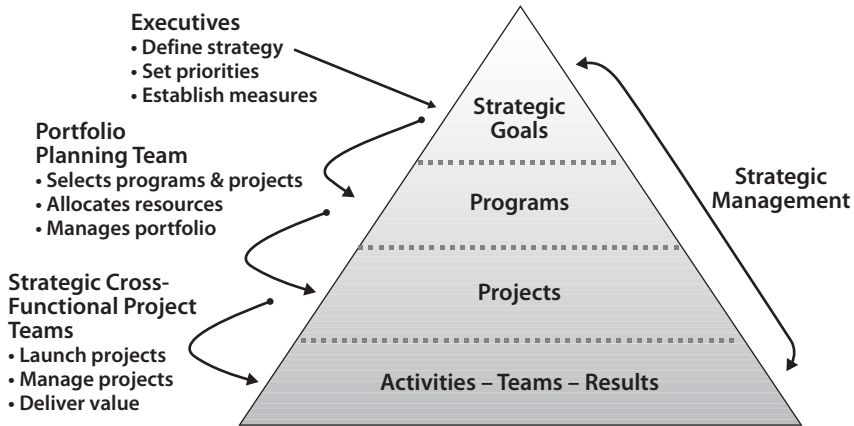 Executives
• Define strategy
• Set priorities
• Establish measures
Portfolio
Planning Team
• Selects programs & projects
• Allocates resources
• Manages portfolio
Strategic Cross-
Functional Project
Teams
• Launch projects
• Manage projects
• Deliver value
Strategic
Goals
Programs
Projects
Activities – Teams – Results
Strategic
Management